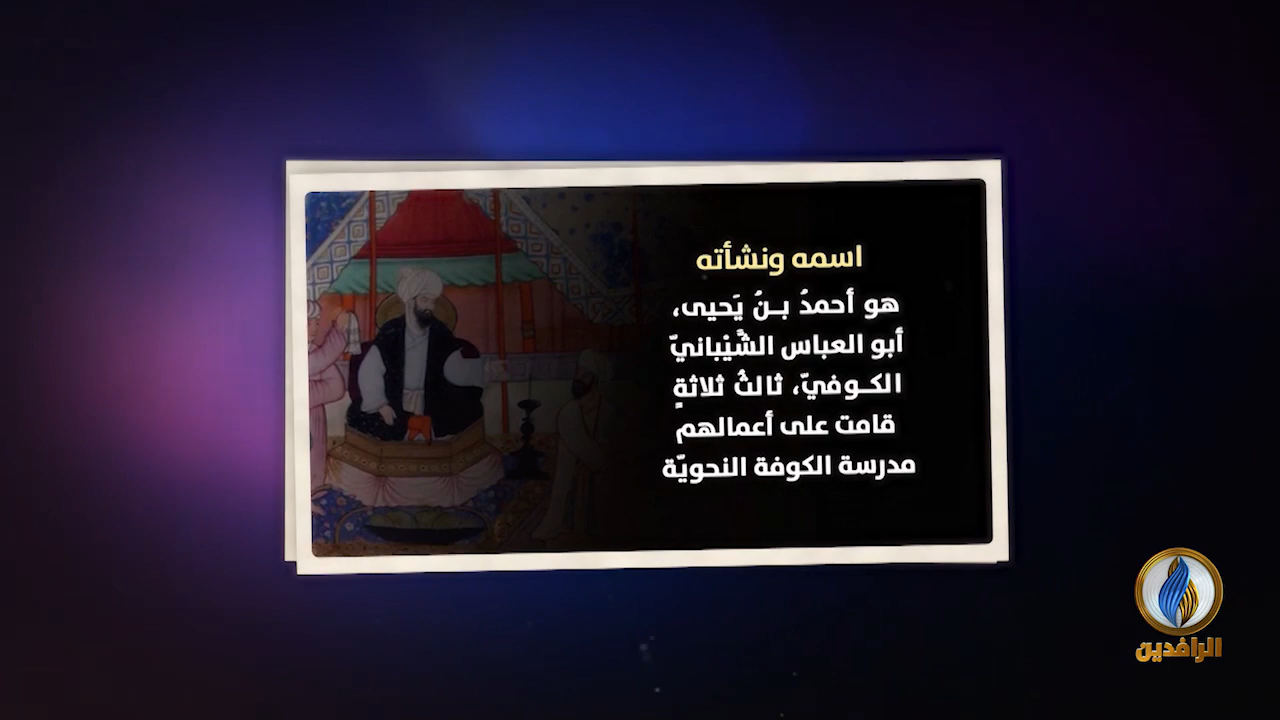 اسمه ونشأته
هو أحمدُ بـنُ يَحيى،
أبو العباس الشَّيْبانيّ
الكـوفيّ، ثالثُ ثلاثةٍ
قامت على أعمالهم
مدرسة الكوفة النحويّة
الرافدين